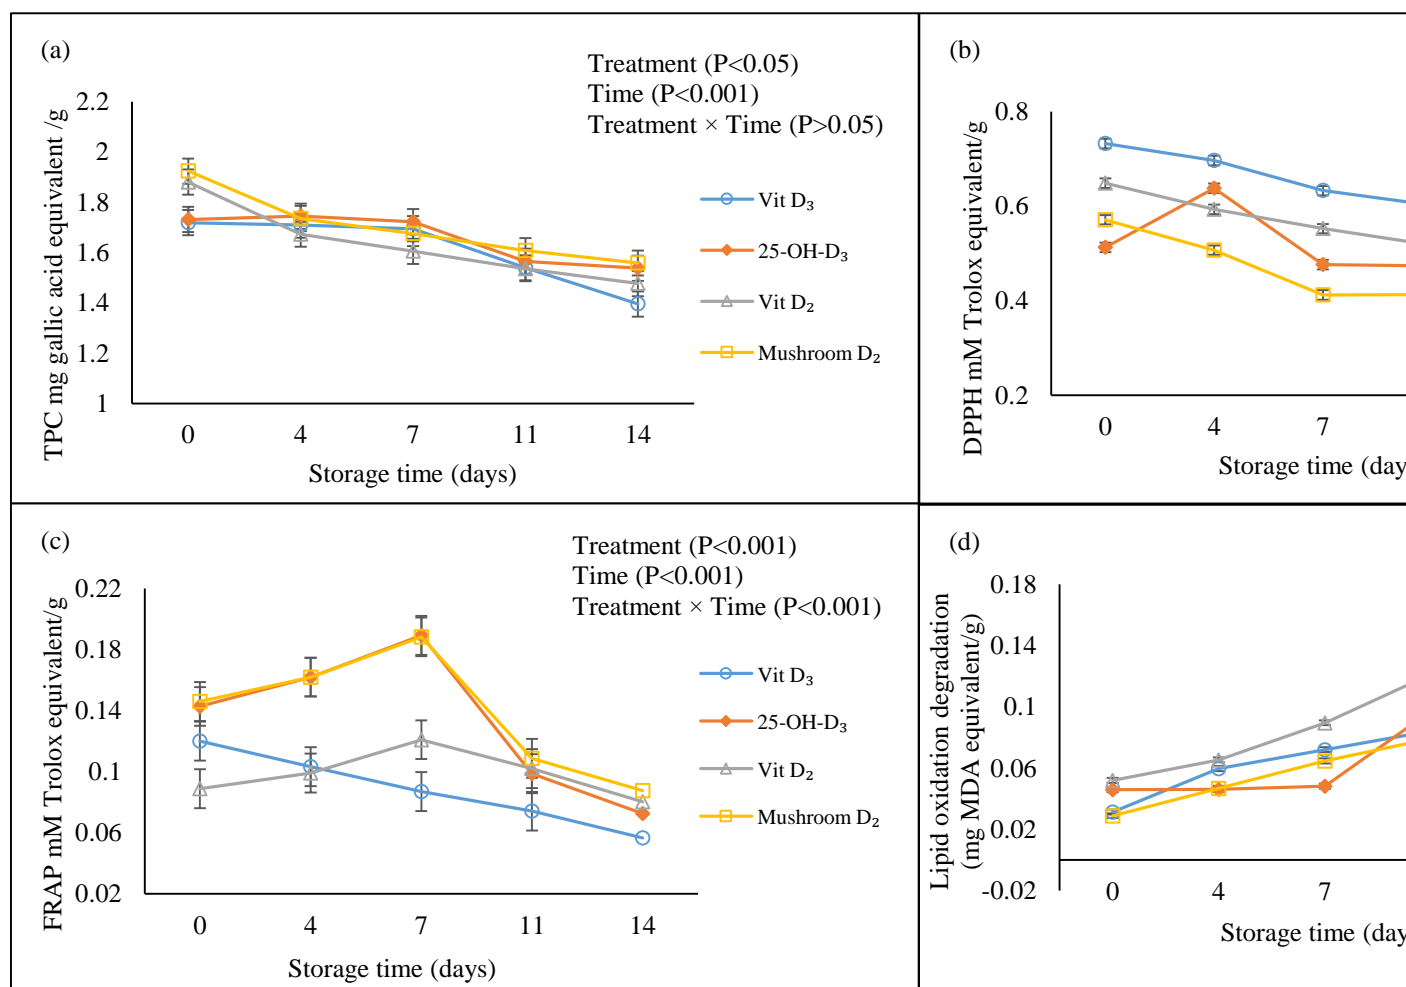 (a)
Treatment (P<0.05)
Time (P<0.001)
Treatment × Time (P>0.05)
TPC mg gallic acid equivalent /g
2.2
2
1.8
1.6
1.4
1.2
1
0 4 7 11 14
Storage time (days)
Vit D₃
25-OH-D₃
Vit D₂
Mushroom D₂
(b)
DPPH mM Trolox equivalent/g
0.8
0.6
0.4
0.2
0 4 7
Storage time (day
(c)
Treatment (P<0.001)
Time (P<0.001)
Treatment × Time (P<0.001)
FRAP mM Trolox equivalent/g
0.22
0.18
0.14
0.1
0.06
0.02
0 4 7 11 14
Storage time (days)
Vit D₃
25-OH-D₃
Vit D₂
Mushroom D₂
(d)
Lipid oxidation degradation
(mg MDA equivalent/g)
0.18
0.14
0.1
0.06
0.02
-0.02
0 4 7
Storage time (day